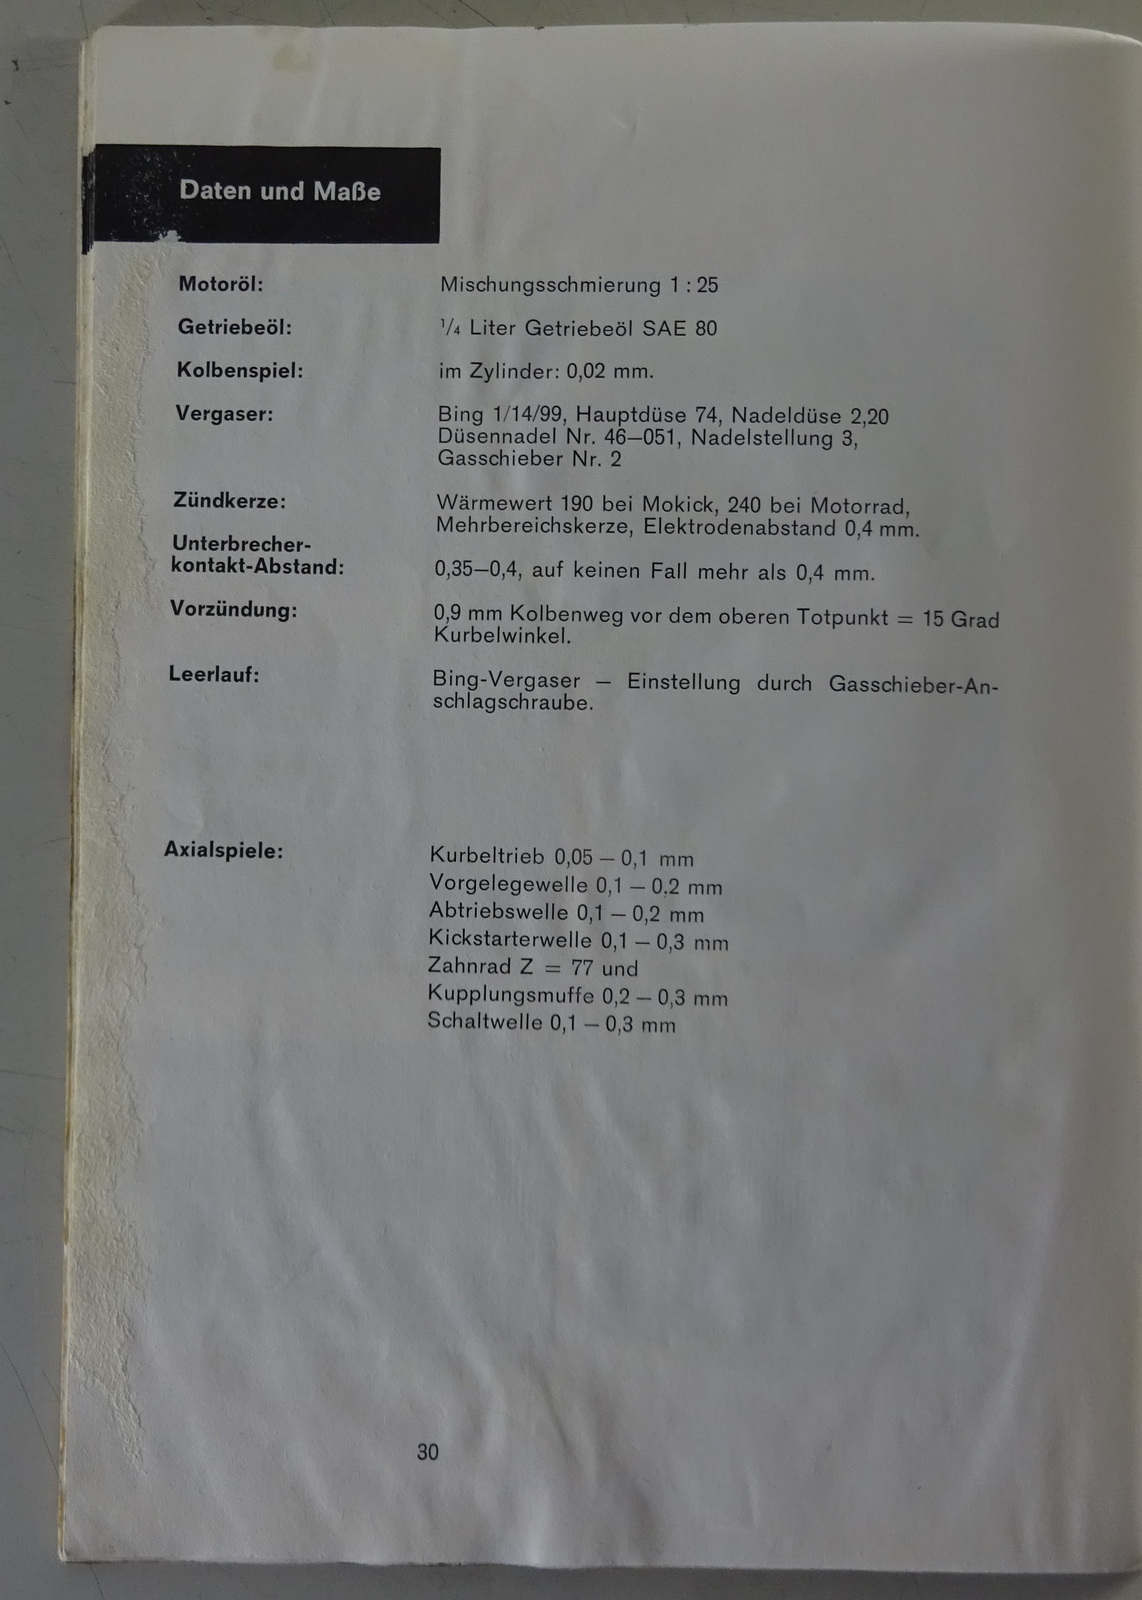 Daten und Maße
Motoröl: Mischungsschmierung 1 : 25
Getriebeöl: ¹/₄ Liter Getriebeöl SAE 80
Kolbenspiel: im Zylinder: 0,02 mm.
Vergaser: Bing 1/14/99, Hauptdüse 74, Nadeldüse 2,20
Düsennadel Nr. 46—051, Nadelstellung 3,
Gasschieber Nr. 2
Zündkerze: Wärmewert 190 bei Mokick, 240 bei Motorrad,
Mehrbereichskerze, Elektrodenabstand 0,4 mm.
Unterbrecher-
kontakt-Abstand: 0,35—0,4, auf keinen Fall mehr als 0,4 mm.
Vorzündung: 0,9 mm Kolbenweg vor dem oberen Totpunkt = 15 Grad
Kurbelwinkel.
Leerlauf: Bing-Vergaser — Einstellung durch Gasschieber-An-
schlagschraube.
Axialspiele: Kurbeltrieb 0,05 — 0,1 mm
Vorgelegewelle 0,1 — 0.2 mm
Abtriebswelle 0,1 — 0,2 mm
Kickstarterwelle 0,1 — 0,3 mm
Zahnrad Z = 77 und
Kupplungsmuffe 0,2 — 0,3 mm
Schaltwelle 0,1 — 0,3 mm
30